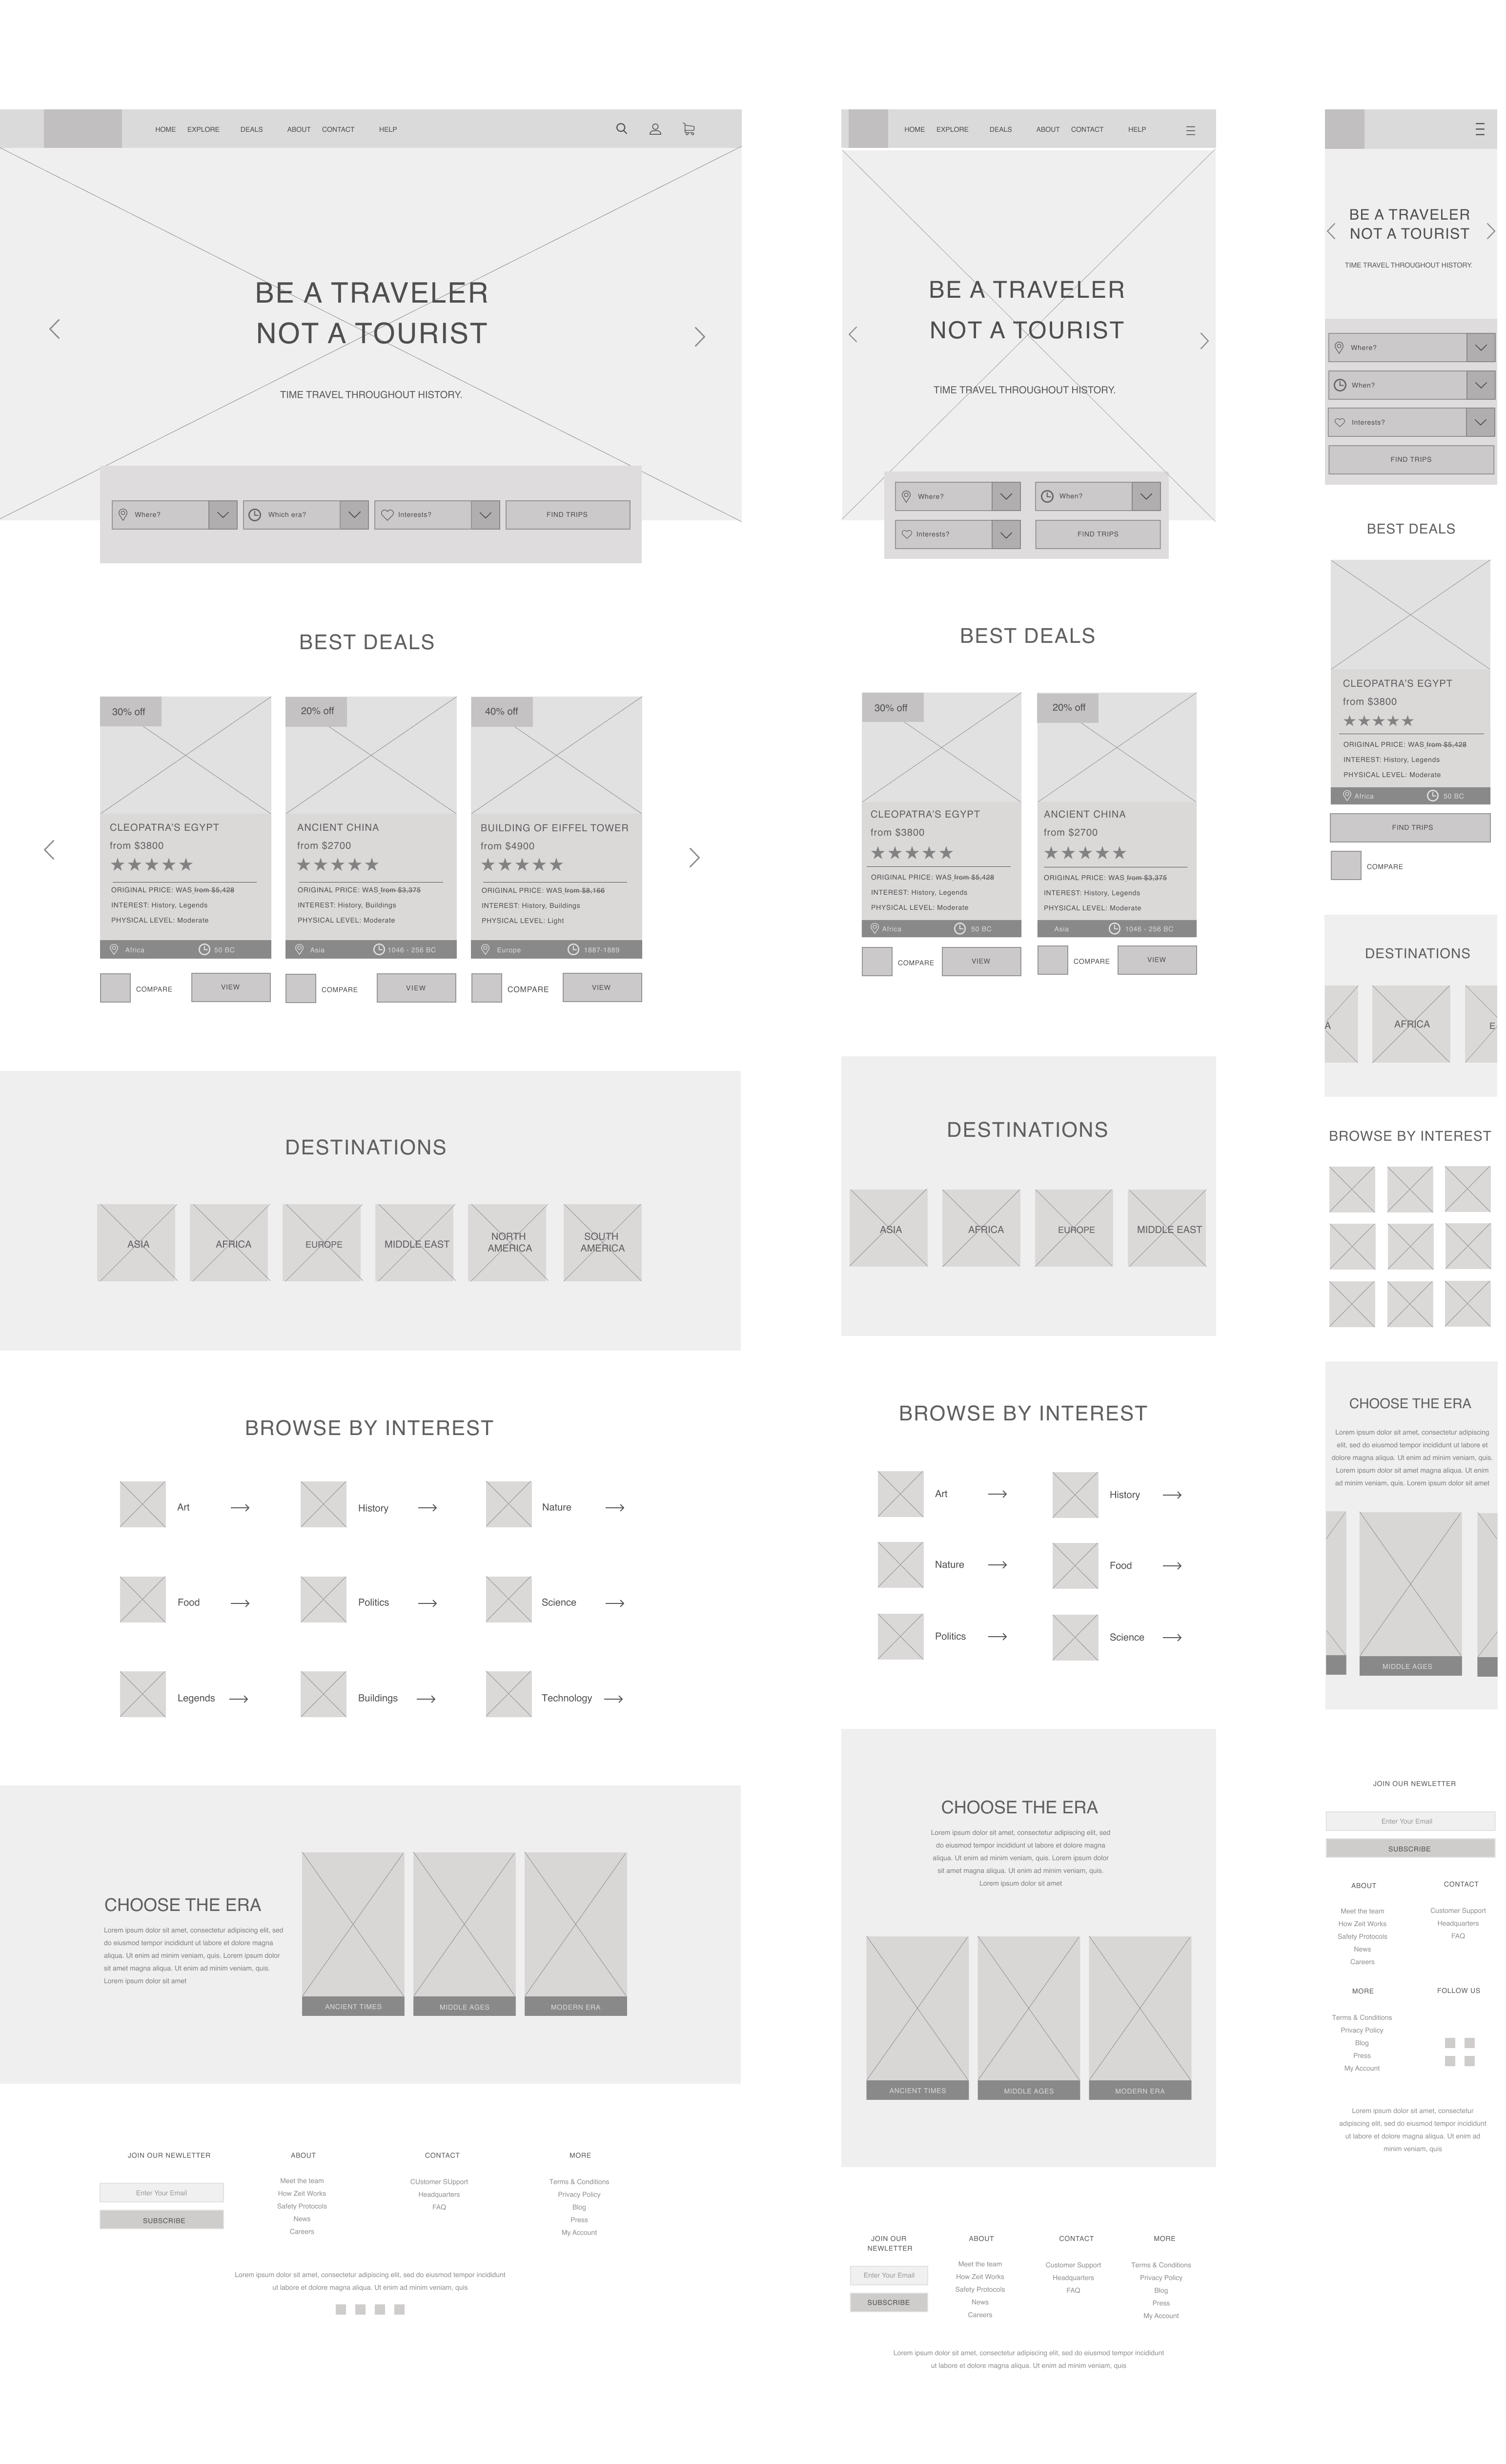 HOME EXPLORE DEALS ABOUT CONTACT HELP
BE A TRAVELER
NOT A TOURIST
TIME TRAVEL THROUGHOUT HISTORY.
Where? Which era? Interests? FIND TRIPS
BEST DEALS
30% off 20% off 40% off
CLEOPATRA'S EGYPT ANCIENT CHINA BUILDING OF EIFFEL TOWER
from $3800 from $2700 from $4900
ORIGINAL PRICE: WAS from $5,428 ORIGINAL PRICE: WAS from $3,375 ORIGINAL PRICE: WAS from $8,166
INTEREST: History, Legends INTEREST: History, Buildings INTEREST: History, Buildings
PHYSICAL LEVEL: Moderate PHYSICAL LEVEL: Moderate PHYSICAL LEVEL: Light
Africa 50 BC Asia 1046 - 256 BC Europe 1887-1889
COMPARE VIEW COMPARE VIEW COMPARE VIEW
DESTINATIONS
ASIA AFRICA EUROPE MIDDLE EAST NORTH AMERICA SOUTH AMERICA
BROWSE BY INTEREST
Art History Nature
Food Politics Science
Legends Buildings Technology
CHOOSE THE ERA
Lorem ipsum dolor sit amet, consectetur adipiscing elit, sed
do eiusmod tempor incididunt ut labore et dolore magna
aliqua. Ut enim ad minim veniam, quis. Lorem ipsum dolor
sit amet magna aliqua. Ut enim ad minim veniam, quis.
Lorem ipsum dolor sit amet
ANCIENT TIMES MIDDLE AGES MODERN ERA
JOIN OUR NEWLETTER ABOUT CONTACT MORE
Meet the team CUstomer SUpport Terms & Conditions
Enter Your Email How Zeit Works Headquarters Privacy Policy
Safety Protocols FAQ Blog
SUBSCRIBE News Press
Careers My Account
Lorem ipsum dolor sit amet, consectetur adipiscing elit, sed do eiusmod tempor incididunt
ut labore et dolore magna aliqua. Ut enim ad minim veniam, quis
HOME EXPLORE DEALS ABOUT CONTACT HELP
BE A TRAVELER
NOT A TOURIST
TIME TRAVEL THROUGHOUT HISTORY.
Where? When?
Interests? FIND TRIPS
BEST DEALS
30% off 20% off
CLEOPATRA'S EGYPT ANCIENT CHINA
from $3800 from $2700
ORIGINAL PRICE: WAS from $5,428 ORIGINAL PRICE: WAS from $3,375
INTEREST: History, Legends INTEREST: History, Legends
PHYSICAL LEVEL: Moderate PHYSICAL LEVEL: Moderate
Africa 50 BC Asia 1046 - 256 BC
COMPARE VIEW COMPARE VIEW
DESTINATIONS
ASIA AFRICA EUROPE MIDDLE EAST
BROWSE BY INTEREST
Art History
Nature Food
Politics Science
CHOOSE THE ERA
Lorem ipsum dolor sit amet, consectetur adipiscing elit, sed
do eiusmod tempor incididunt ut labore et dolore magna
aliqua. Ut enim ad minim veniam, quis. Lorem ipsum dolor
sit amet magna aliqua. Ut enim ad minim veniam, quis.
Lorem ipsum dolor sit amet
ANCIENT TIMES MIDDLE AGES MODERN ERA
JOIN OUR ABOUT CONTACT MORE
NEWLETTER
Meet the team Customer Support Terms & Conditions
Enter Your Email How Zeit Works Headquarters Privacy Policy
Safety Protocols FAQ Blog
SUBSCRIBE News Press
Careers My Account
Lorem ipsum dolor sit amet, consectetur adipiscing elit, sed do eiusmod tempor incididunt
ut labore et dolore magna aliqua. Ut enim ad minim veniam, quis
BE A TRAVELER
NOT A TOURIST
TIME TRAVEL THROUGHOUT HISTORY.
Where?
When?
Interests?
FIND TRIPS
BEST DEALS
CLEOPATRA'S EGYPT
from $3800
ORIGINAL PRICE: WAS from $5,428
INTEREST: History, Legends
PHYSICAL LEVEL: Moderate
Africa 50 BC
FIND TRIPS
COMPARE
DESTINATIONS
A AFRICA E
BROWSE BY INTEREST
CHOOSE THE ERA
Lorem ipsum dolor sit amet, consectetur adipiscing
elit, sed do eiusmod tempor incididunt ut labore et
dolore magna aliqua. Ut enim ad minim veniam, quis.
Lorem ipsum dolor sit amet magna aliqua. Ut enim
ad minim veniam, quis. Lorem ipsum dolor sit amet
MIDDLE AGES
JOIN OUR NEWLETTER
Enter Your Email
SUBSCRIBE
ABOUT CONTACT
Meet the team Customer Support
How Zeit Works Headquarters
Safety Protocols FAQ
News
Careers
MORE FOLLOW US
Terms & Conditions
Privacy Policy
Blog
Press
My Account
Lorem ipsum dolor sit amet, consectetur
adipiscing elit, sed do eiusmod tempor incididunt
ut labore et dolore magna aliqua. Ut enim ad
minim veniam, quis